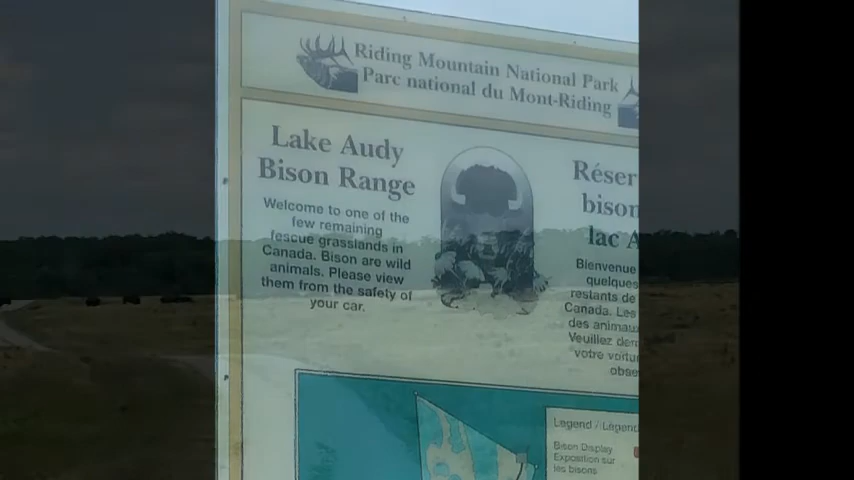 Riding Mountain National Park
Parc national du Mont-Riding
Lake Audy
Bison Range
Welcome to one of the
few remaining
fescue grasslands in
Canada. Bison are wild
animals. Please view
them from the safety of
your car.
Réser
bison
lac A
Bienvenue
quelques
restants de
Canada. Les
des animau
Veuillez dem
votre voitu
obse
Legend / Légen
Bison Display
Exposition sur
les bisons